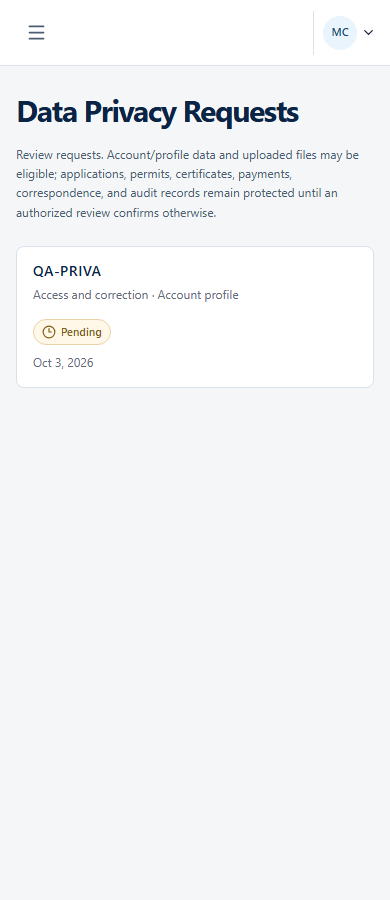 MC
Data Privacy Requests
Review requests. Account/profile data and uploaded files may be
eligible; applications, permits, certificates, payments,
correspondence, and audit records remain protected until an
authorized review confirms otherwise.
QA-PRIVA
Access and correction · Account profile
Pending
Oct 3, 2026